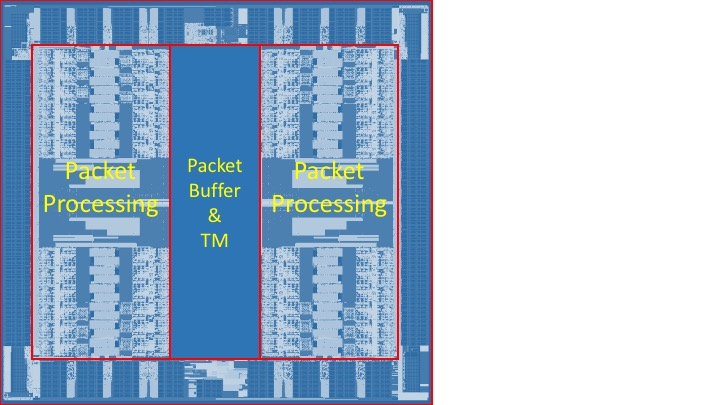 Packet
Processing
Packet
Buffer
&
TM
Packet
Processing